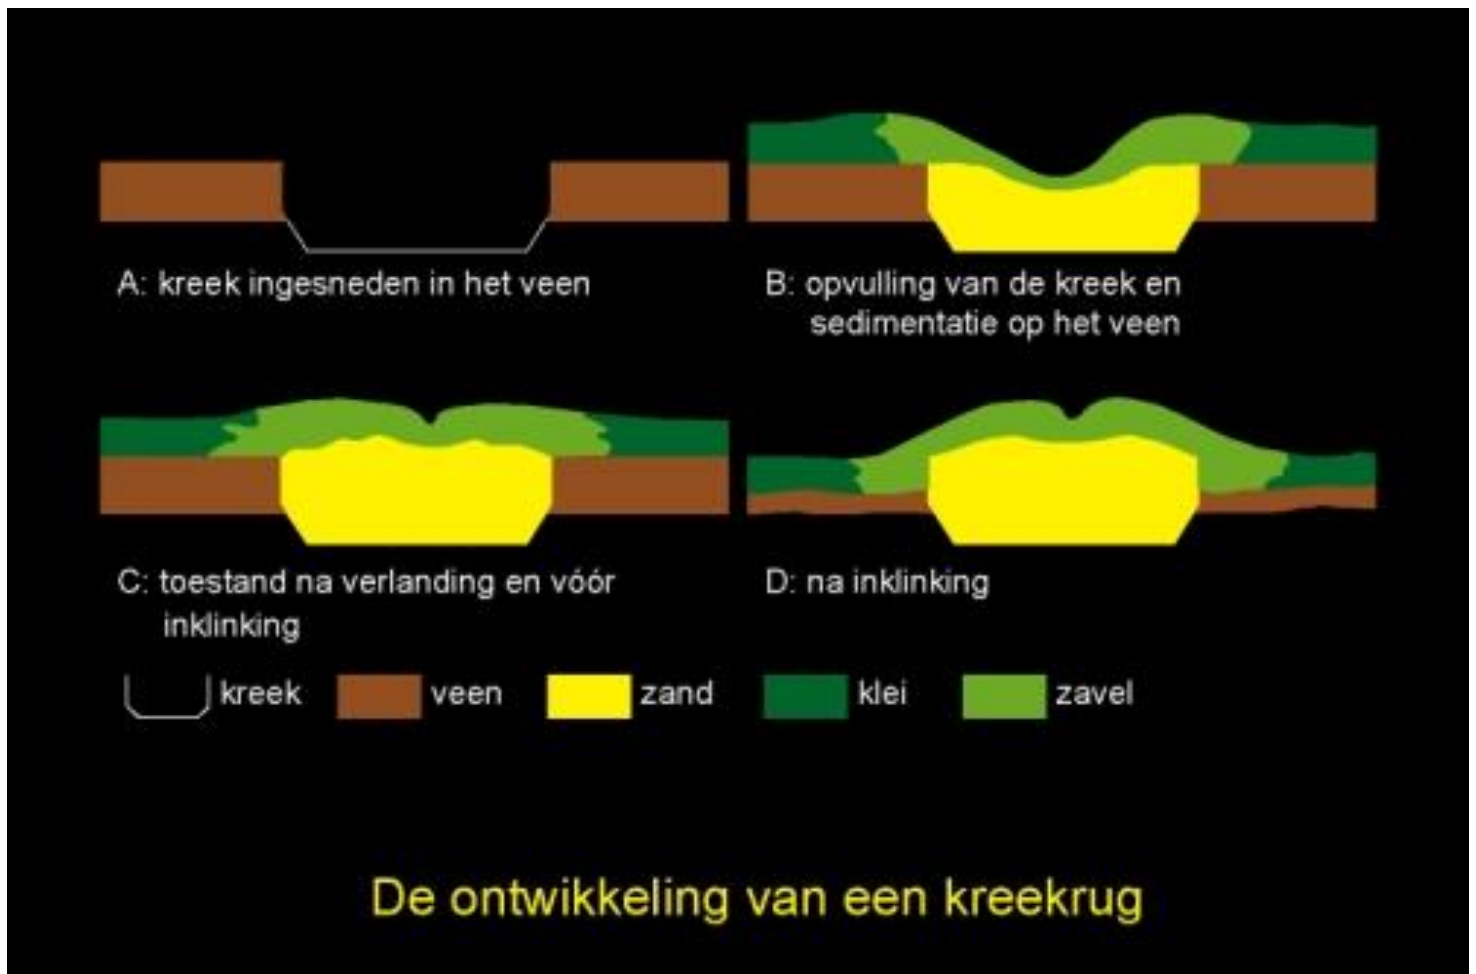 A: kreek ingesneden in het veen
B: opvulling van de kreek en
sedimentatie op het veen
C: toestand na verlanding en vóór
inklinking
D: na inklinking
kreek veen zand klei zavel
De ontwikkeling van een kreekrug